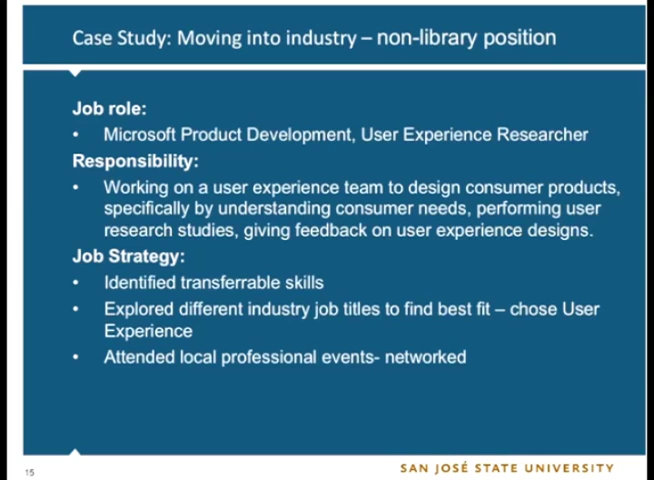 Case Study: Moving into industry – non-library position
Job role:
• Microsoft Product Development, User Experience Researcher
Responsibility:
• Working on a user experience team to design consumer products,
specifically by understanding consumer needs, performing user
research studies, giving feedback on user experience designs.
Job Strategy:
• Identified transferrable skills
• Explored different industry job titles to find best fit – chose User
Experience
• Attended local professional events- networked
15
SAN JOSÉ STATE UNIVERSITY